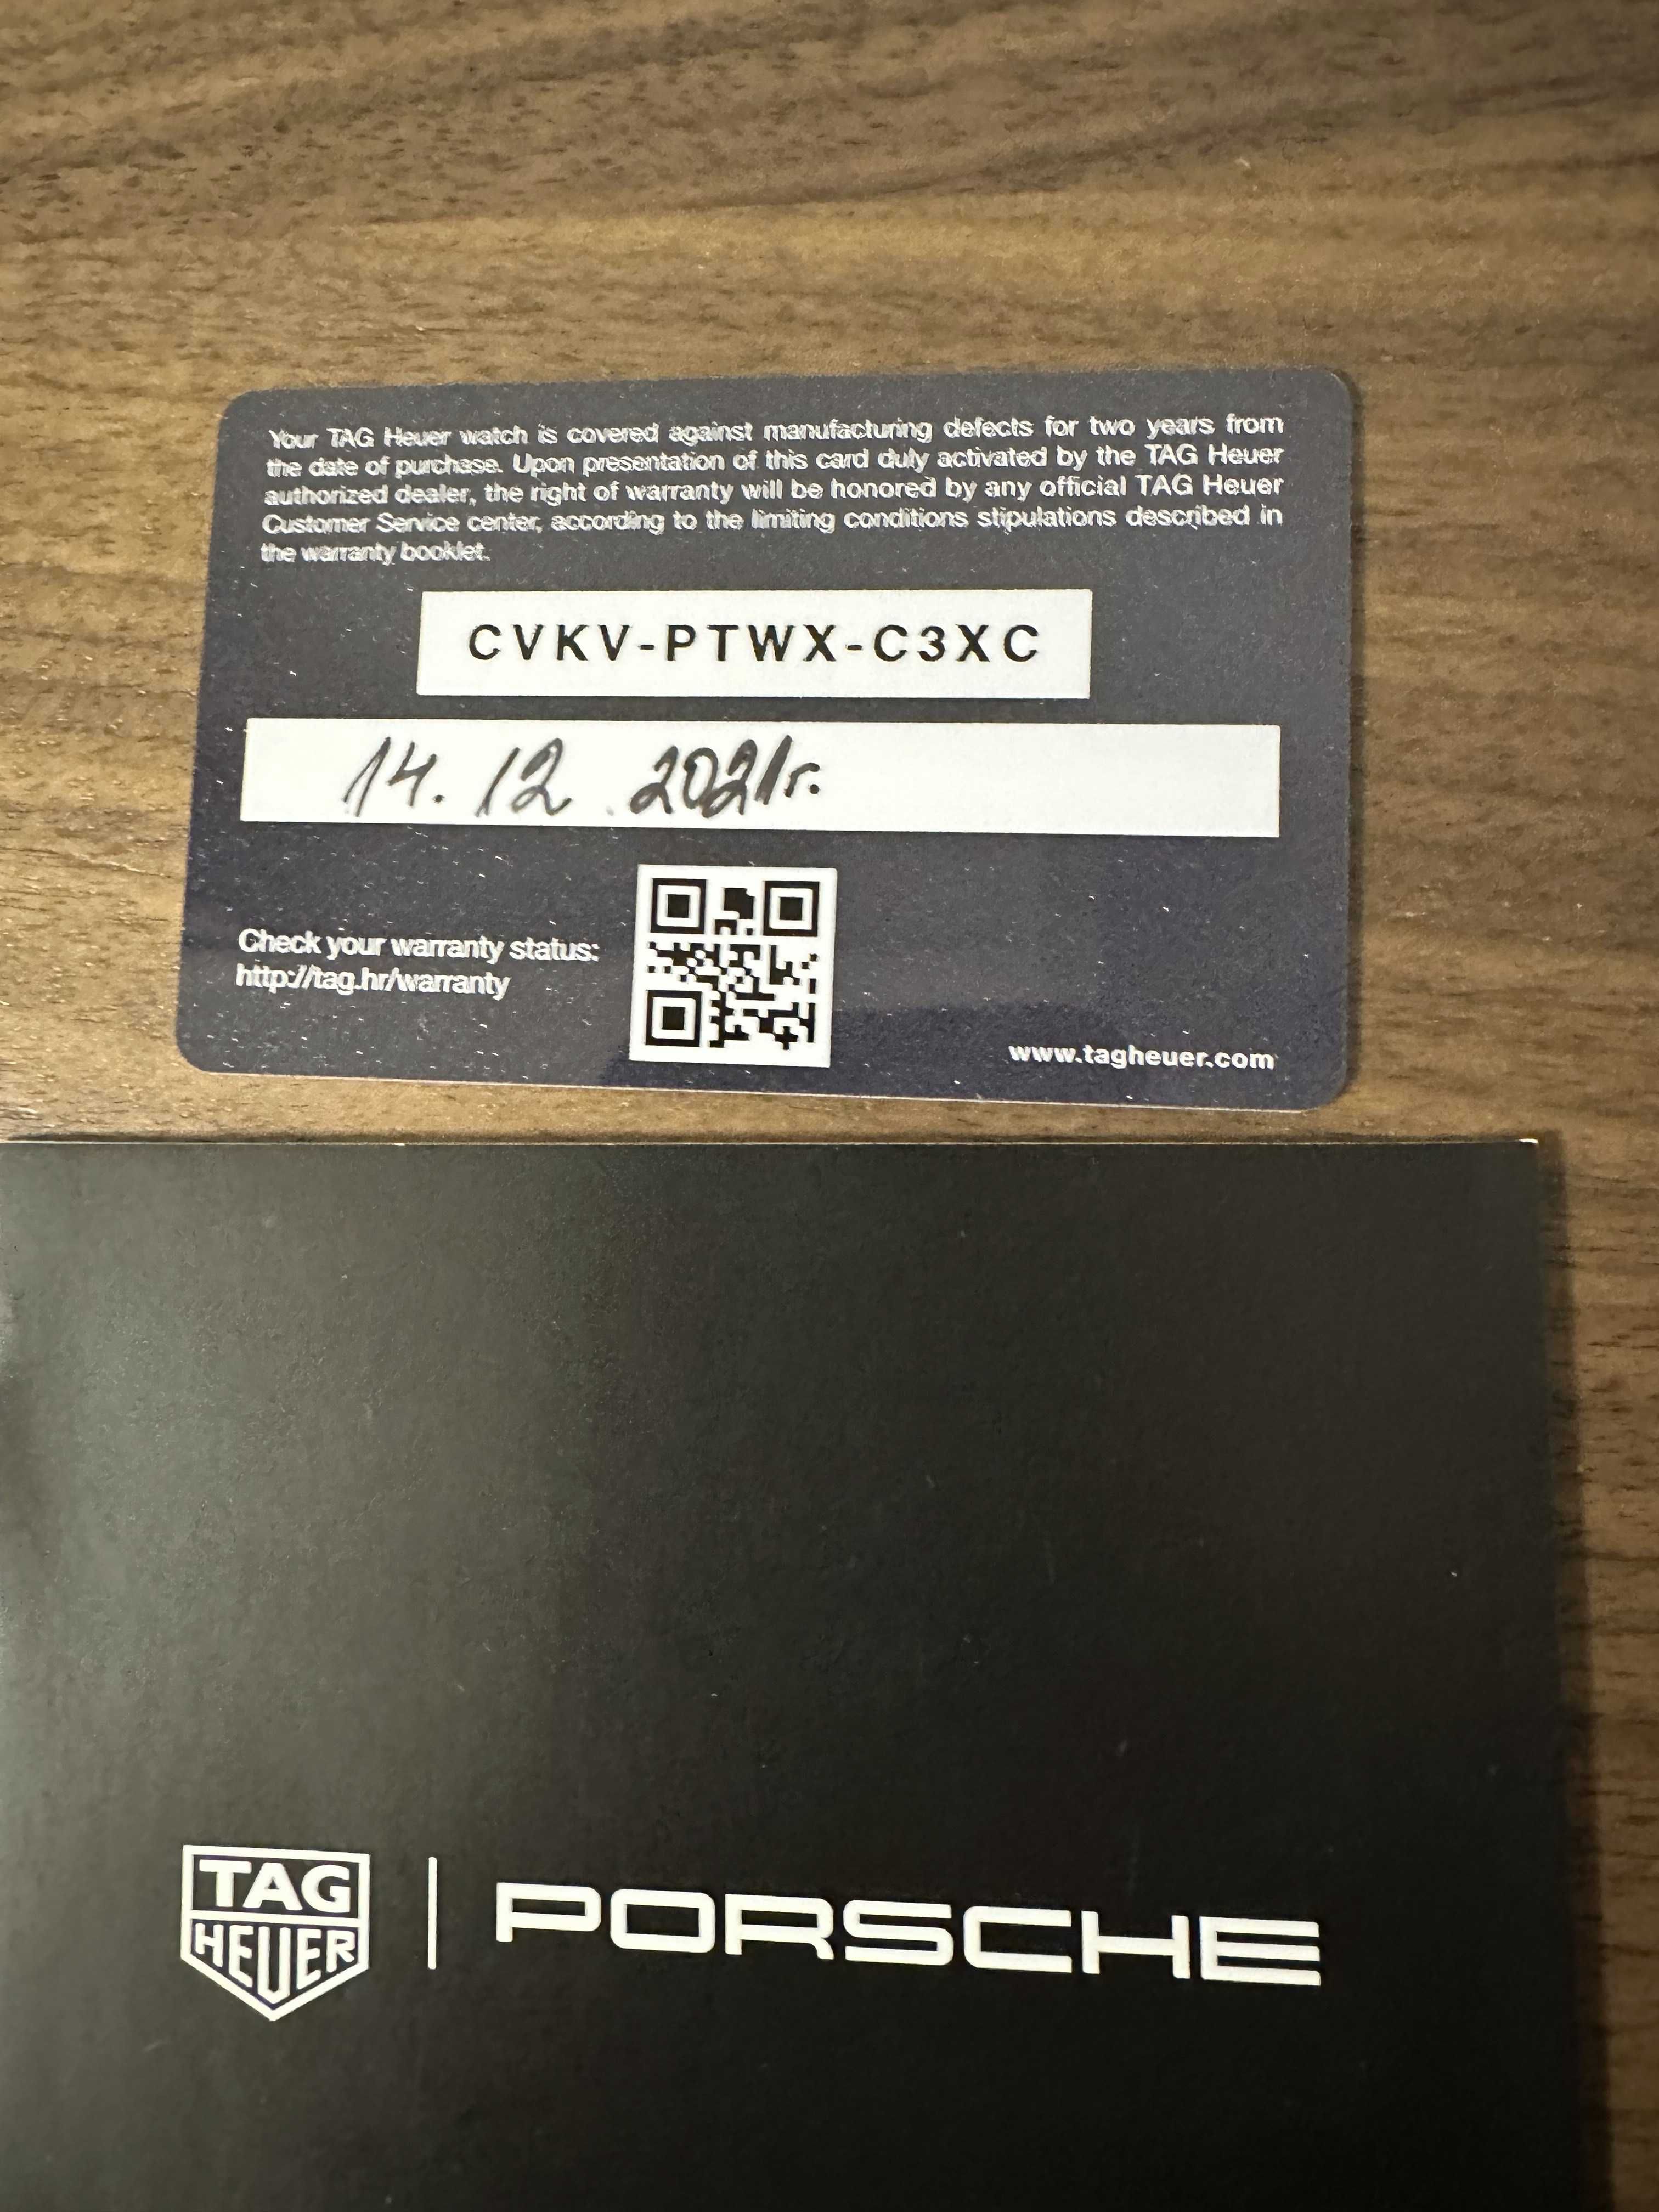 Your TAG Heuer watch is covered against manufacturing defects for two years from
the date of purchase. Upon presentation of this card duly activated by the TAG Heuer
authorized dealer, the right of warranty will be honored by any official TAG Heuer
Customer Service center, according to the limiting conditions stipulations described in
the warranty booklet.
CVKV-PTWX-C3XC
14.12.2021г.
Check your warranty status:
http://tag.hr/warranty
www.tagheuer.com
TAG
HEUER
PORSCHE